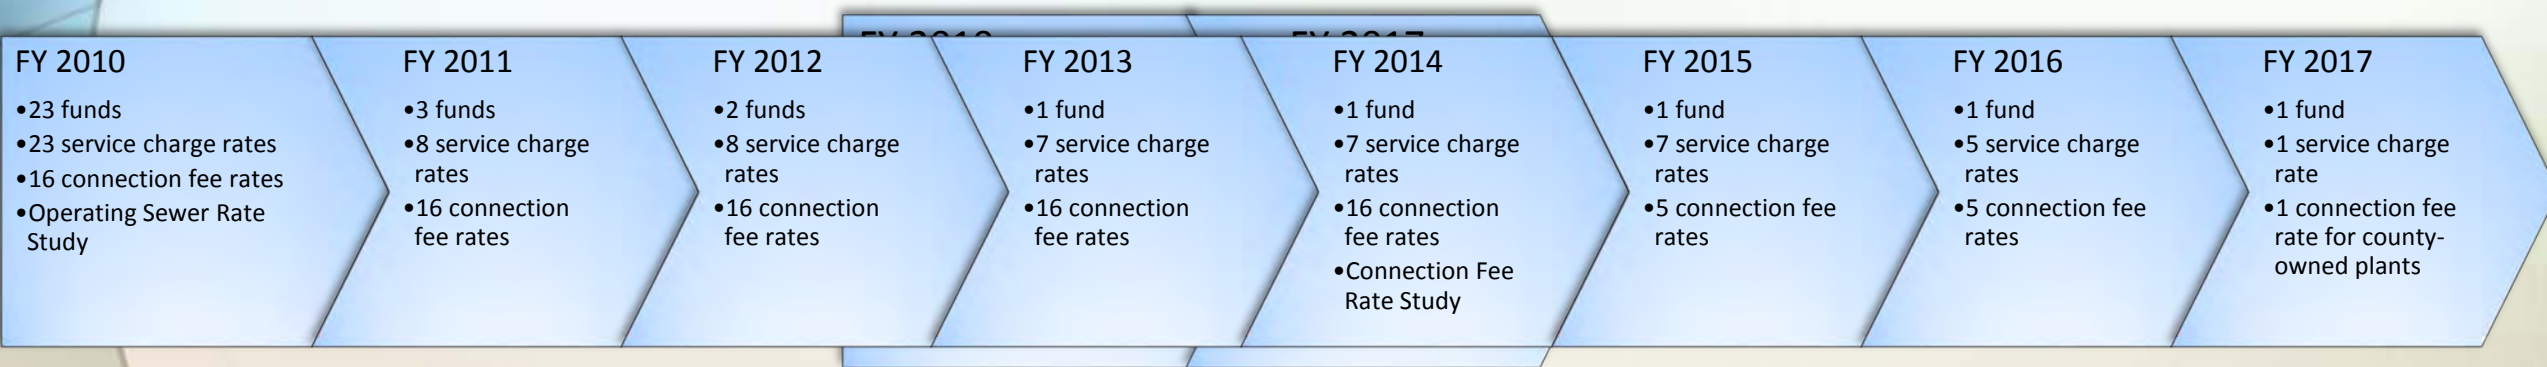 FY 2010
•23 funds
•23 service charge rates
•16 connection fee rates
•Operating Sewer Rate
Study
FY 2011
•3 funds
•8 service charge
rates
•16 connection
fee rates
FY 2012
•2 funds
•8 service charge
rates
•16 connection
fee rates
FY 2013
•1 fund
•7 service charge
rates
•16 connection
fee rates
FY 2014
•1 fund
•7 service charge
rates
•16 connection
fee rates
•Connection Fee
Rate Study
FY 2015
•1 fund
•7 service charge
rates
•5 connection fee
rates
FY 2016
•1 fund
•5 service charge
rates
•5 connection fee
rates
FY 2017
•1 fund
•1 service charge
rate
•1 connection fee
rate for county-
owned plants